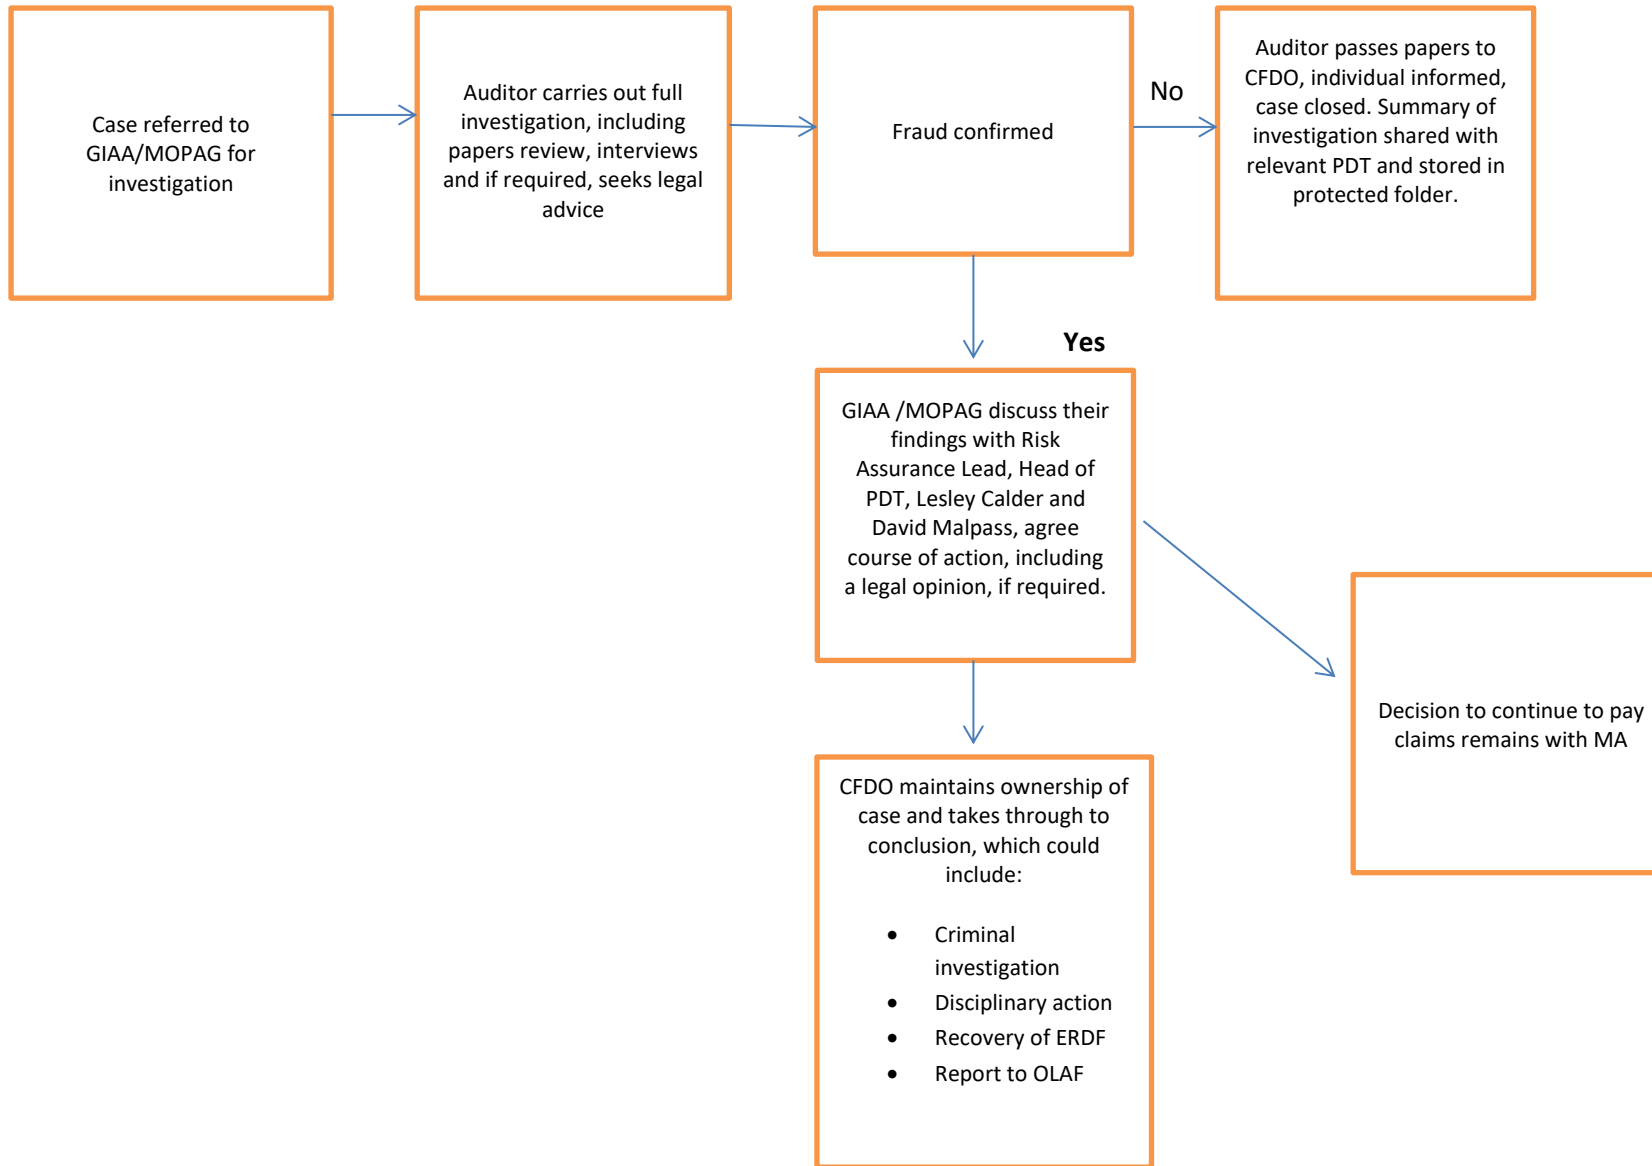 Case referred to
GIAA/MOPAG for
investigation
Auditor carries out full
investigation, including
papers review, interviews
and if required, seeks legal
advice
Fraud confirmed
No
Auditor passes papers to
CFDO, individual informed,
case closed. Summary of
investigation shared with
relevant PDT and stored in
protected folder.
Yes
GIAA /MOPAG discuss their
findings with Risk
Assurance Lead, Head of
PDT, Lesley Calder and
David Malpass, agree
course of action, including
a legal opinion, if required.
Decision to continue to pay
claims remains with MA
CFDO maintains ownership of
case and takes through to
conclusion, which could
include:
• Criminal
investigation
• Disciplinary action
• Recovery of ERDF
• Report to OLAF